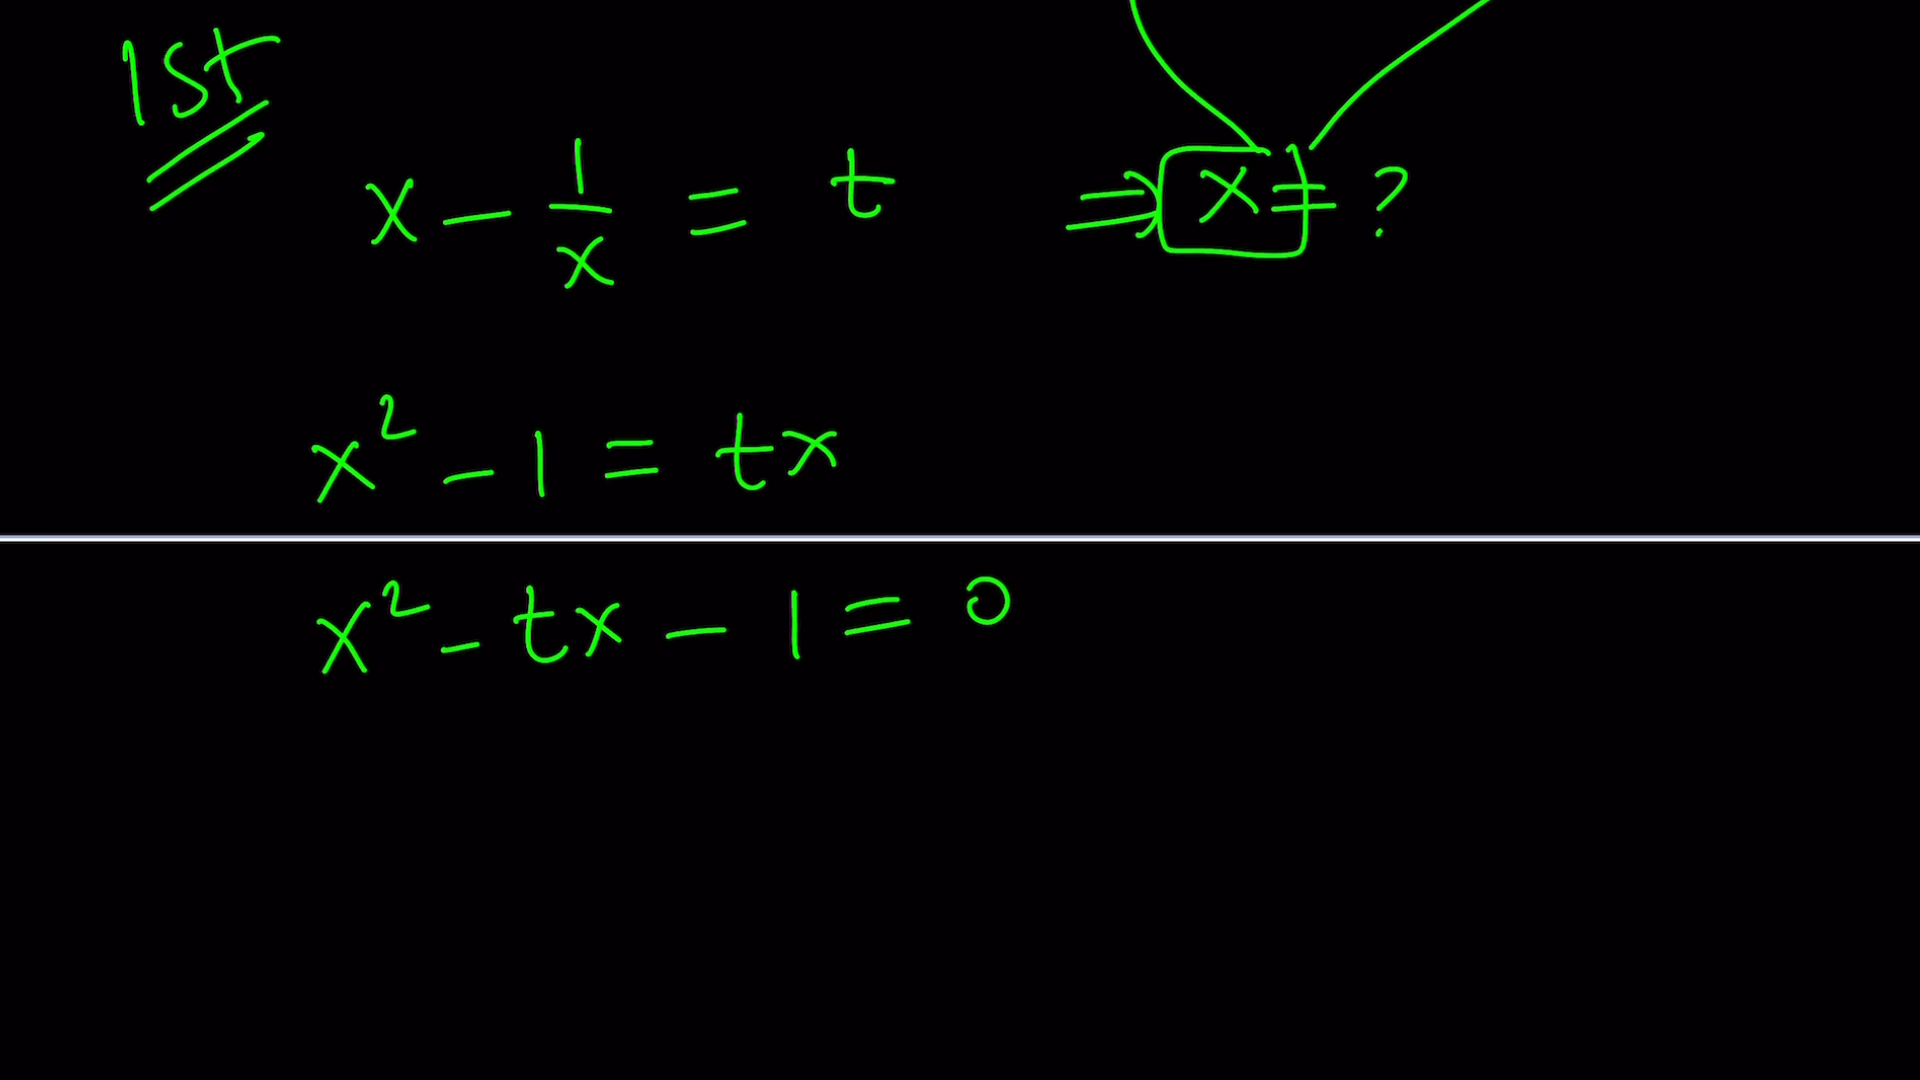 1st
x - 1/x = t ⇒ x = ?
x² - 1 = tx
x² - tx - 1 = 0